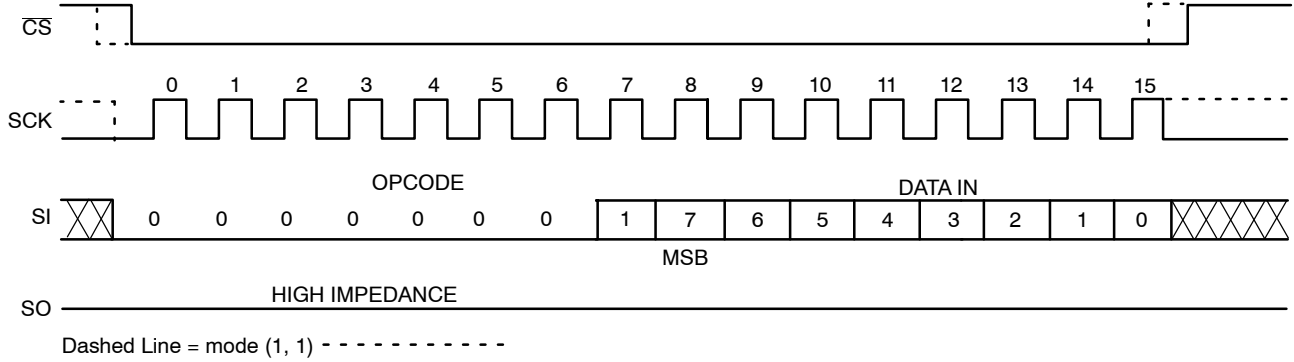 CS
0 1 2 3 4 5 6 7 8 9 10 11 12 13 14 15
SCK
OPCODE DATA IN
SI 0 0 0 0 0 0 0 1 7 6 5 4 3 2 1 0
MSB
HIGH IMPEDANCE
SO
Dashed Line = mode (1, 1)